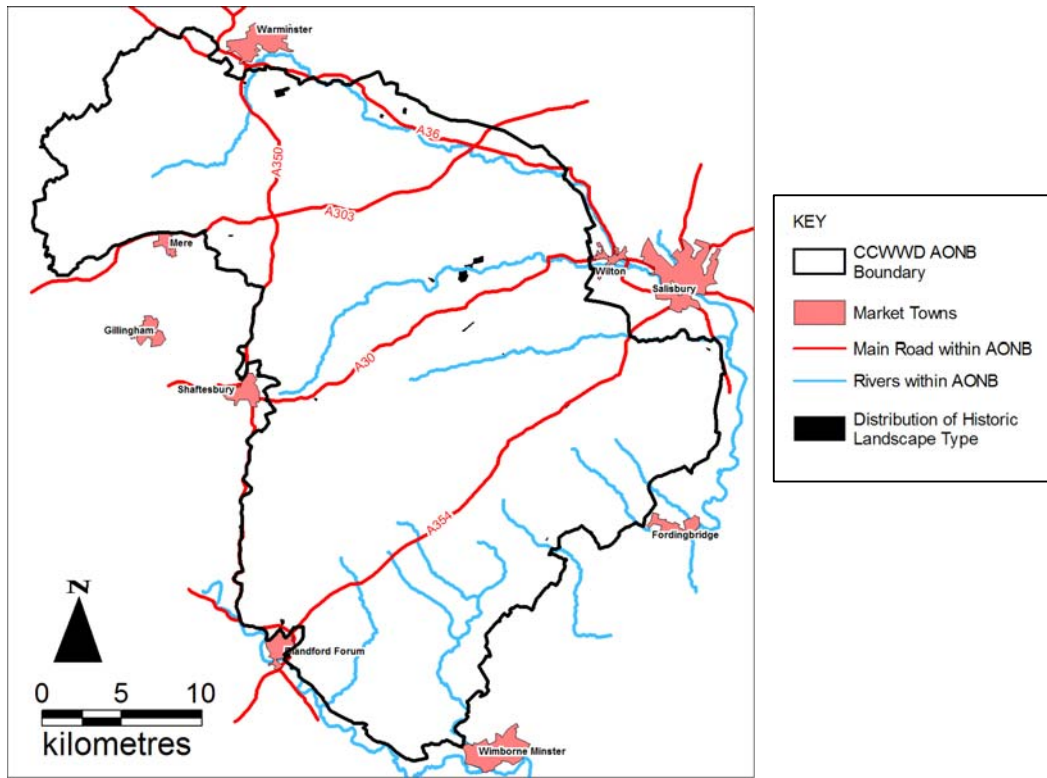 Warminster
A36
A350
A303
Mere
Wilton
Salisbury
Gillingham
A30
Shaftesbury
A354
Fordingbridge
N
Blandford Forum
0 5 10
kilometres
Wimborne Minster
KEY
CCWWD AONB
Boundary
Market Towns
Main Road within AONB
Rivers within AONB
Distribution of Historic
Landscape Type